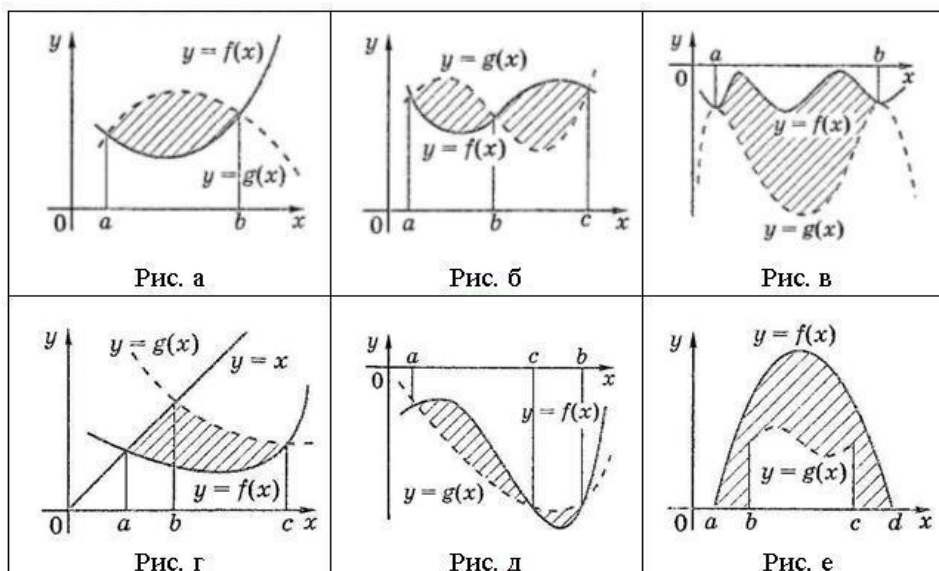 y
y = f(x)
y = g(x)
0
a
b
x
Рис. а
y
y = g(x)
y = f(x)
0
a
b
c
x
Рис. б
a
b
y
0
x
y = f(x)
y = g(x)
Рис. в
y
y = g(x)
y = x
y = f(x)
0
a
b
c
x
Рис. г
y
a
c
b
0
x
y = f(x)
y = g(x)
Рис. д
y
y = f(x)
y = g(x)
0
a
b
c
d
x
Рис. е